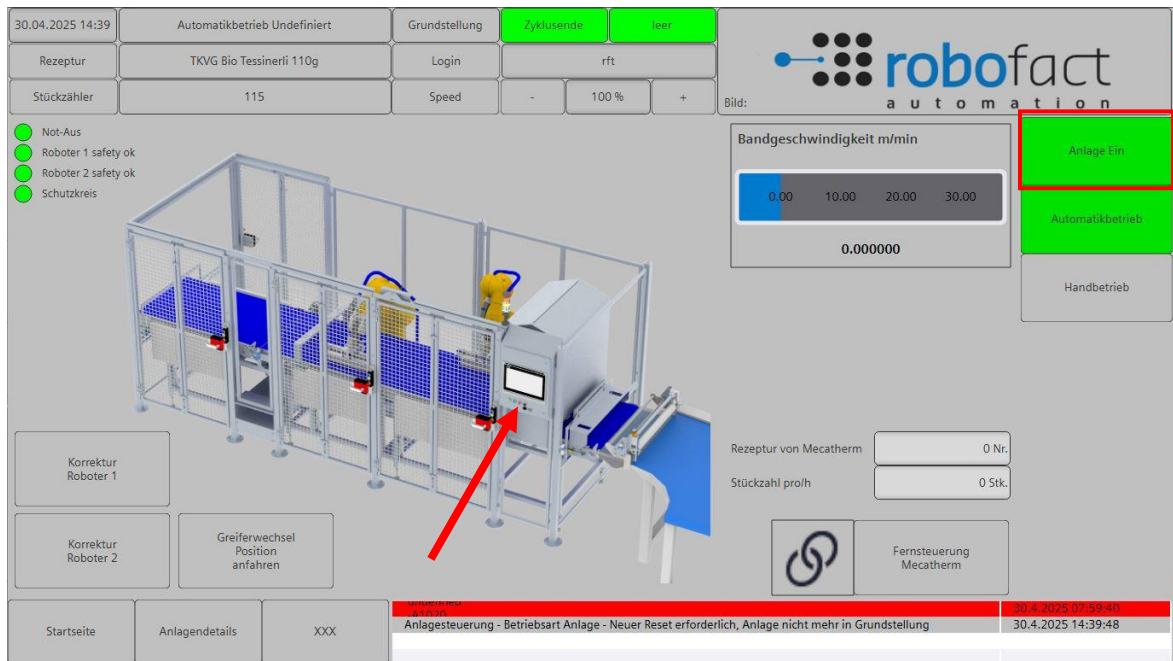 30.04.2025 14:39
Automatikbetrieb Undefiniert
Grundstellung
Zyklusende
leer
Rezeptur
TKVG Bio Tessinerli 110g
Login
rft
Stückzähler
115
Speed
-
100 %
+
Bild:
robofact
automation
Not-Aus
Roboter 1 safety ok
Roboter 2 safety ok
Schutzkreis
Bandgeschwindigkeit m/min
0.00 10.00 20.00 30.00
0.000000
Anlage Ein
Automatikbetrieb
Handbetrieb
Rezeptur von Mecatherm
0 Nr.
Stückzahl pro/h
0 Stk.
Korrektur
Roboter 1
Korrektur
Roboter 2
Greiferwechsel
Position
anfahren
Fernsteuerung
Mecatherm
Startseite
Anlagendetails
XXX
undefined
-A1020
30.4.2025 07:59:40
Anlagesteuerung - Betriebsart Anlage - Neuer Reset erforderlich, Anlage nicht mehr in Grundstellung
30.4.2025 14:39:48